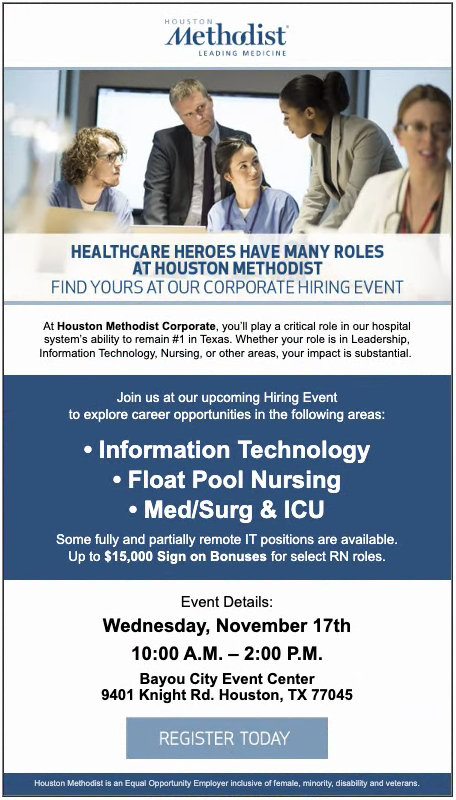 HOUSTON
Methodist
LEADING MEDICINE
HEALTHCARE HEROES HAVE MANY ROLES
AT HOUSTON METHODIST
FIND YOURS AT OUR CORPORATE HIRING EVENT
At Houston Methodist Corporate, you'll play a critical role in our hospital
system's ability to remain #1 in Texas. Whether your role is in Leadership,
Information Technology, Nursing, or other areas, your impact is substantial.
Join us at our upcoming Hiring Event
to explore career opportunities in the following areas:
• Information Technology
• Float Pool Nursing
• Med/Surg & ICU
Some fully and partially remote IT positions are available.
Up to $15,000 Sign on Bonuses for select RN roles.
Event Details:
Wednesday, November 17th
10:00 A.M. – 2:00 P.M.
Bayou City Event Center
9401 Knight Rd. Houston, TX 77045
REGISTER TODAY
Houston Methodist is an Equal Opportunity Employer inclusive of female, minority, disability and veterans.